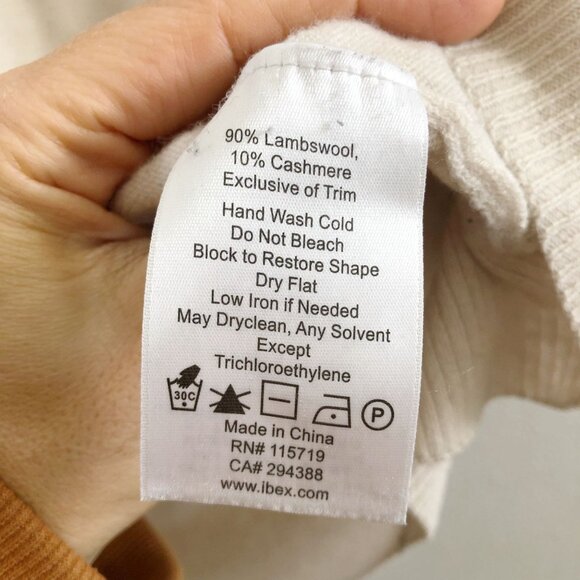 90% Lambswool,
10% Cashmere
Exclusive of Trim
Hand Wash Cold
Do Not Bleach
Block to Restore Shape
Dry Flat
Low Iron if Needed
May Dryclean, Any Solvent
Except
Trichloroethylene
30C P
Made in China
RN# 115719
CA# 294388
www.ibex.com